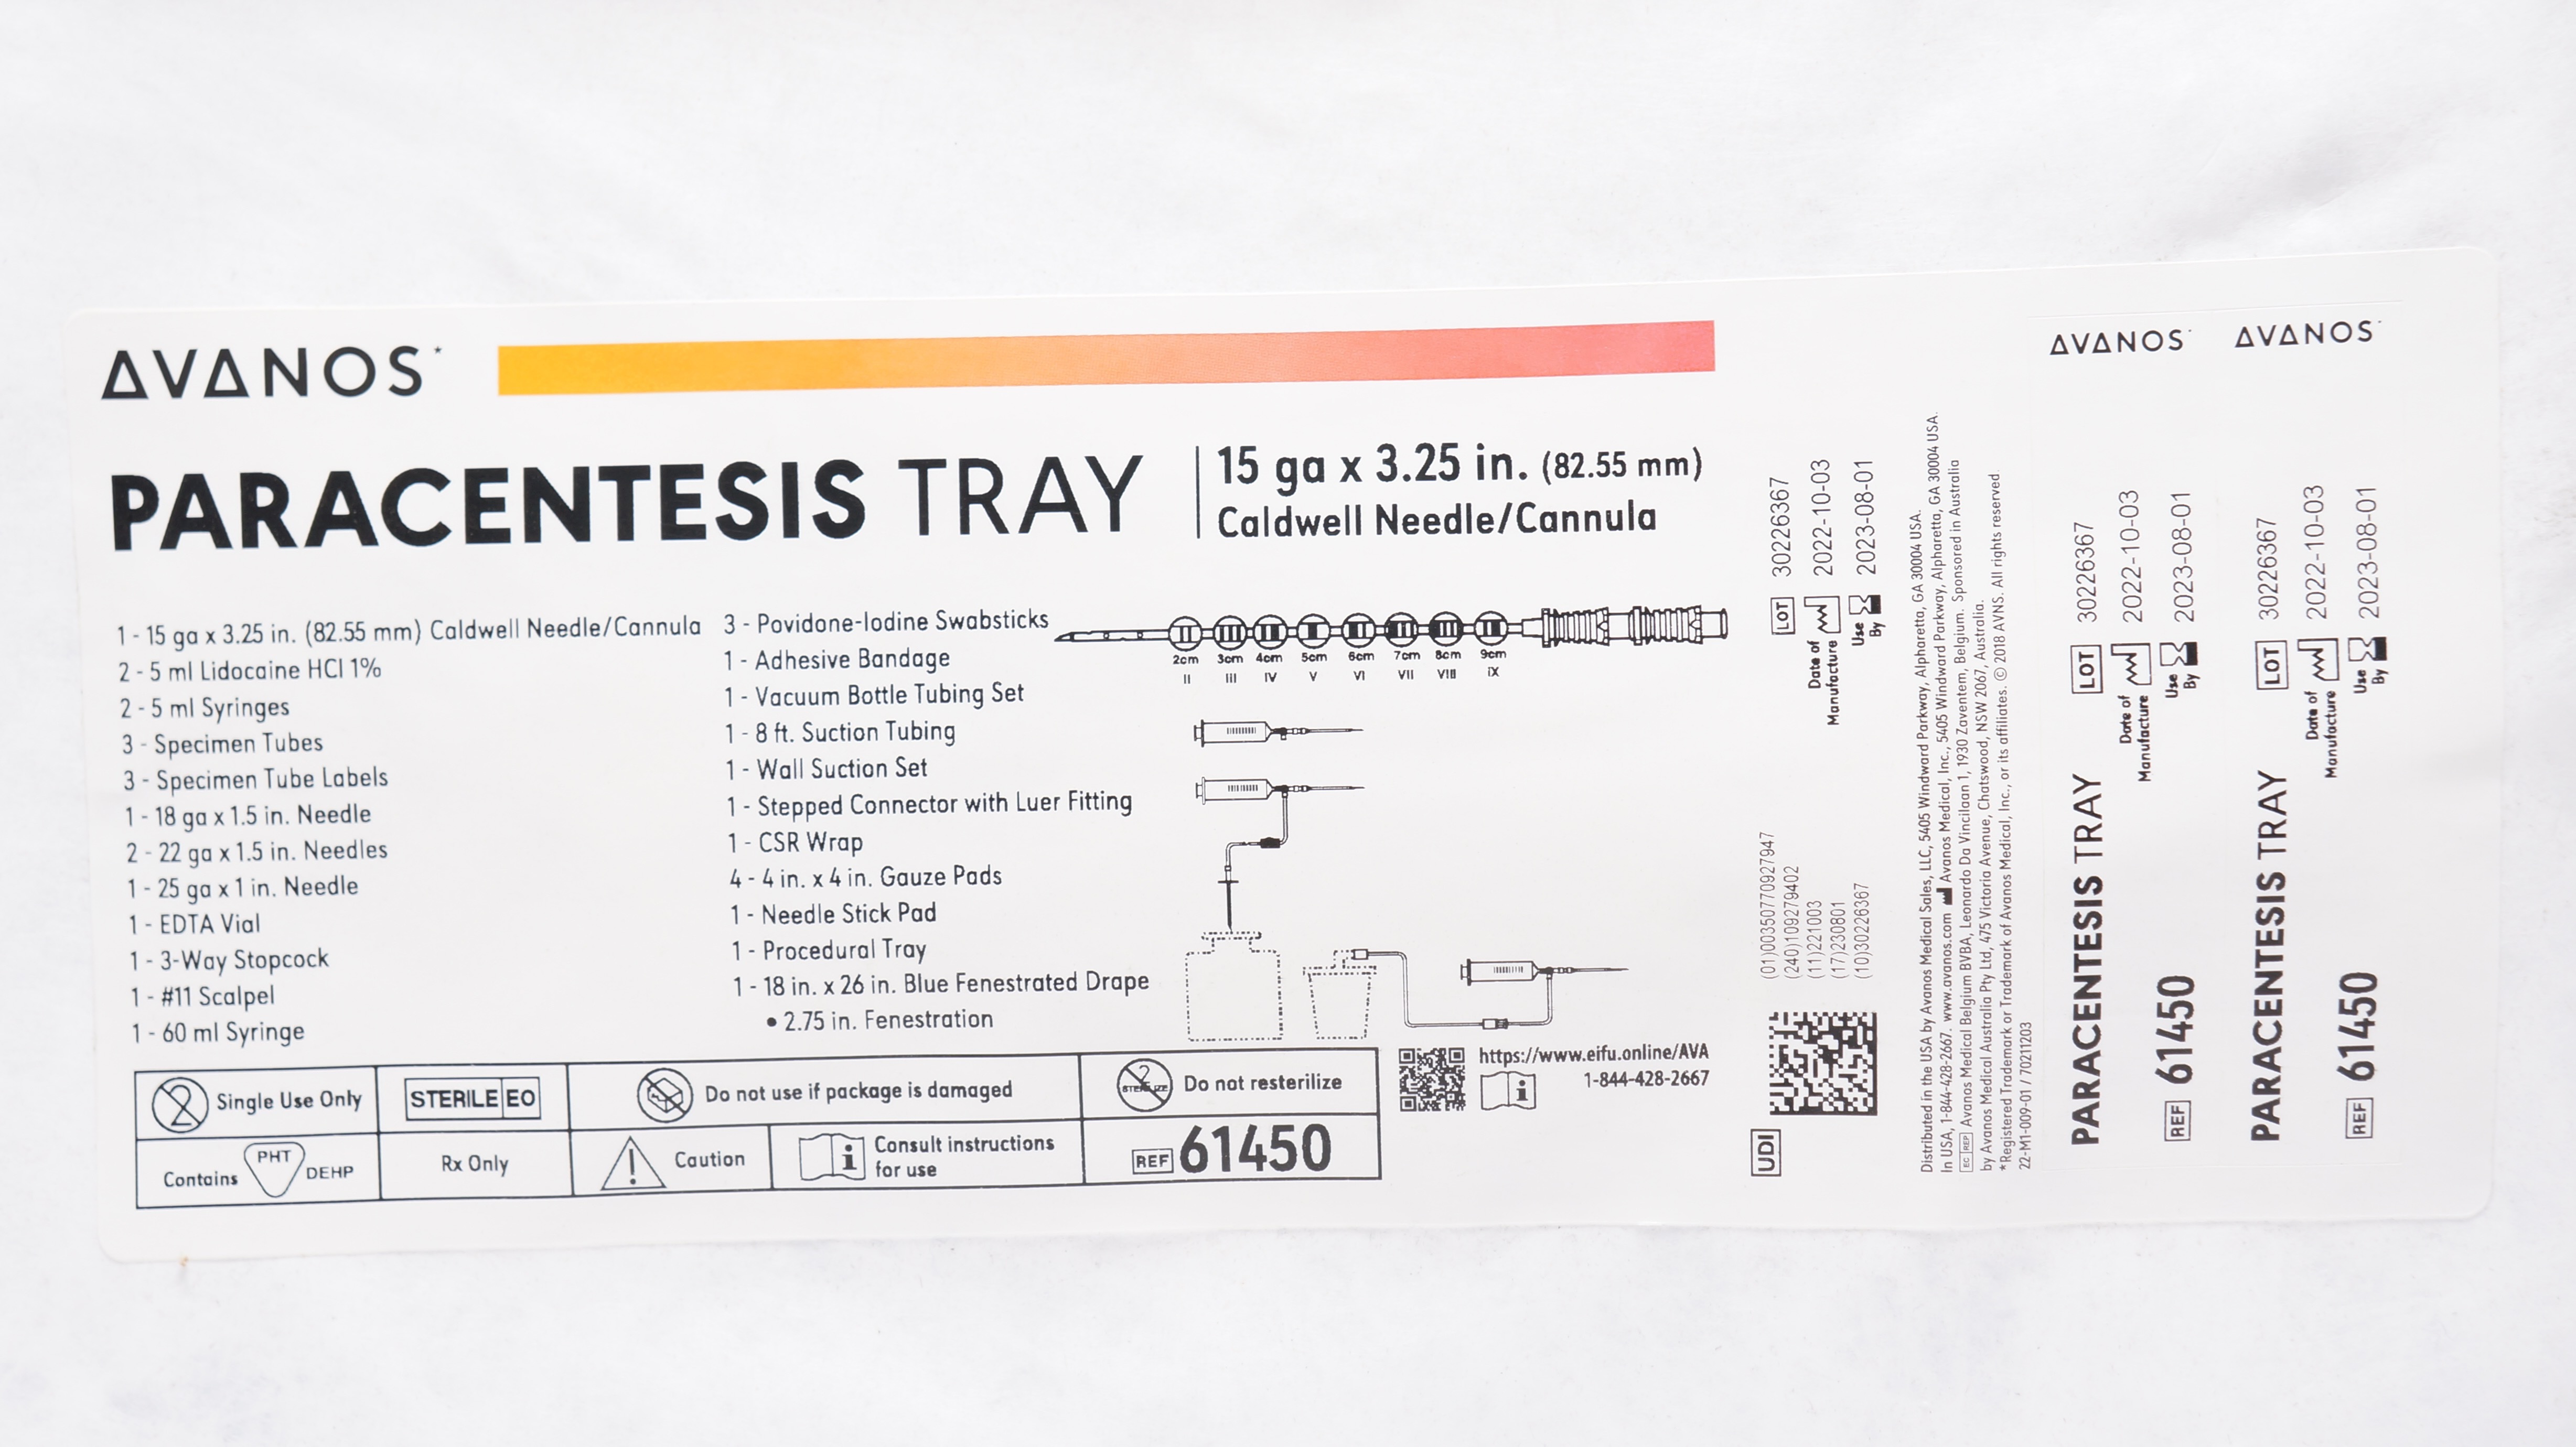 AVANOS*
PARACENTESIS TRAY
15 ga x 3.25 in. (82.55 mm)
Caldwell Needle/Cannula
1 - 15 ga x 3.25 in. (82.55 mm) Caldwell Needle/Cannula
2 - 5 ml Lidocaine HCl 1%
2 - 5 ml Syringes
3 - Specimen Tubes
3 - Specimen Tube Labels
1 - 18 ga x 1.5 in. Needle
2 - 22 ga x 1.5 in. Needles
1 - 25 ga x 1 in. Needle
1 - EDTA Vial
1 - 3-Way Stopcock
1 - #11 Scalpel
1 - 60 ml Syringe
3 - Povidone-Iodine Swabsticks
1 - Adhesive Bandage
1 - Vacuum Bottle Tubing Set
1 - 8 ft. Suction Tubing
1 - Wall Suction Set
1 - Stepped Connector with Luer Fitting
1 - CSR Wrap
4 - 4 in. x 4 in. Gauze Pads
1 - Needle Stick Pad
1 - Procedural Tray
1 - 18 in. x 26 in. Blue Fenestrated Drape
• 2.75 in. Fenestration
2cm 3cm 4cm 5cm 6cm 7cm 8cm 9cm
II III IV V VI VII VIII IX
2 Single Use Only
STERILE EO
Do not use if package is damaged
2 STERILIZE Do not resterilize
Contains PHT DEHP
Rx Only
! Caution
i Consult instructions
for use
REF 61450
https://www.eifu.online/AVA
i 1-844-428-2667
LOT 30226367
Date of
Manufacture 2022-10-03
Use
By 2023-08-01
(01)00350770927947
(240)109279402
(11)221003
(17)230801
(10)30226367
UDI
Distributed in the USA by Avanos Medical Sales, LLC, 5405 Windward Parkway, Alpharetta, GA 30004 USA.
In USA, 1-844-428-2667. www.avanos.com Avanos Medical, Inc., 5405 Windward Parkway, Alpharetta, GA 30004 USA.
EC REP Avanos Medical Belgium BVBA, Leonardo Da Vincilaan 1, 1930 Zaventem, Belgium. Sponsored in Australia
by Avanos Medical Australia Pty Ltd, 475 Victoria Avenue, Chatswood, NSW 2067, Australia.
*Registered Trademark or Trademark of Avanos Medical, Inc., or its affiliates. © 2018 AVNS. All rights reserved.
22-M1-009-01 / 70211203
AVANOS*
PARACENTESIS TRAY
LOT 30226367
Date of
Manufacture 2022-10-03
Use
By 2023-08-01
REF 61450
AVANOS*
PARACENTESIS TRAY
LOT 30226367
Date of
Manufacture 2022-10-03
Use
By 2023-08-01
REF 61450